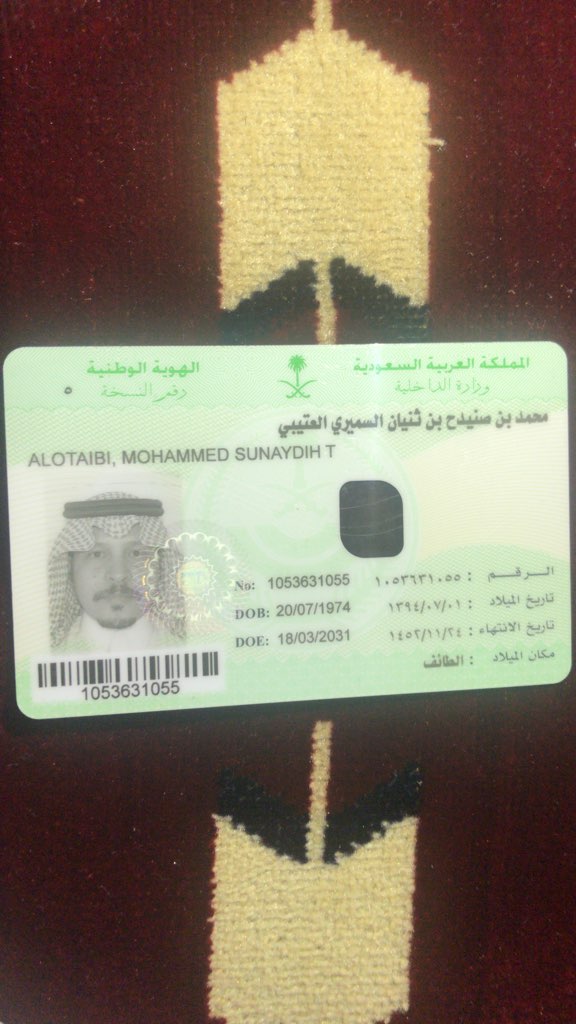 المملكة العربية السعودية
وزارة الداخلية
الهوية الوطنية
رقم النسخة ٥
محمد بن صنيدح بن ثنيان السميري العتيبي
ALOTAIBI, MOHAMMED SUNAYDIH T
الـرقـم : ١٠٥٣٦٣١٠٥٥
No: 1053631055
تاريخ الميلاد : ١٣٩٤/٠٧/٠١
DOB: 20/07/1974
تاريخ الانتهاء : ١٤٥٢/١١/٢٤
DOE: 18/03/2031
مكان الميلاد : الطائف
1053631055